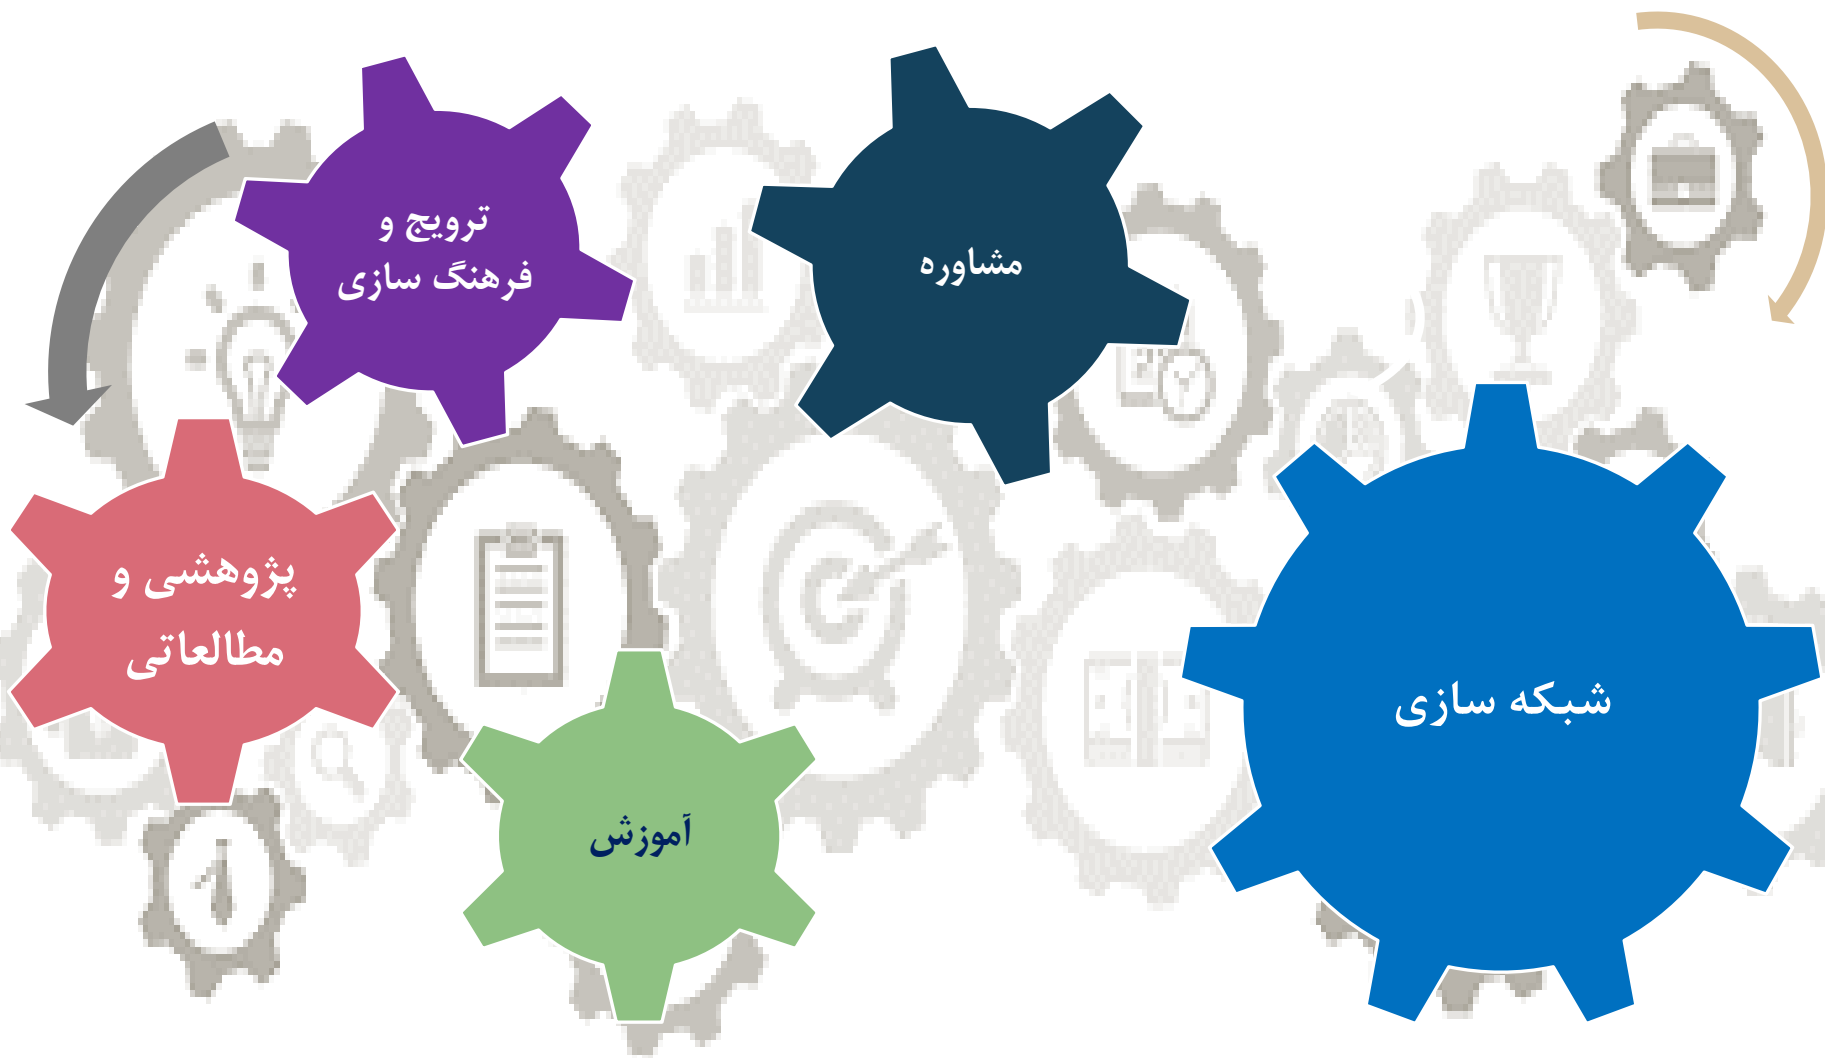 ترویج و
فرهنگ سازی
مشاوره
پژوهشی و
مطالعاتی
شبکه سازی
آموزش